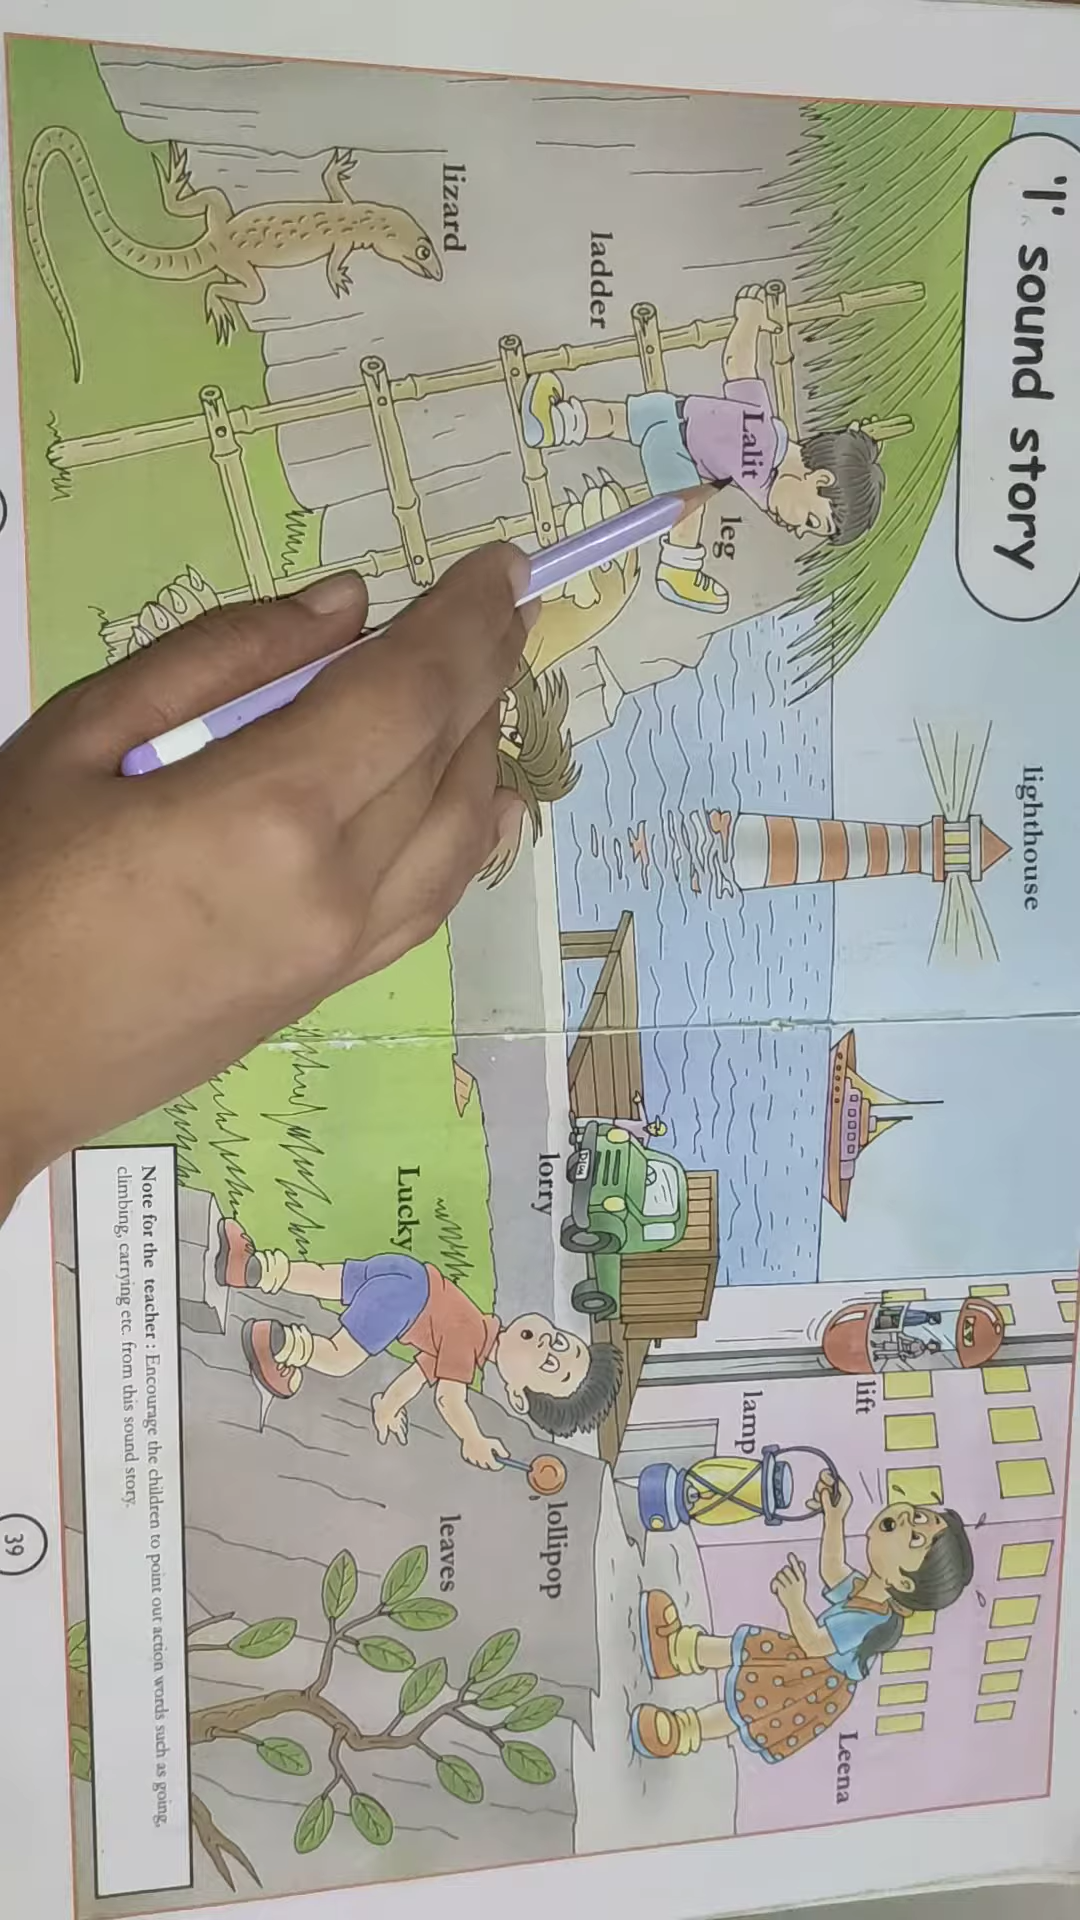 'l' sound story
lighthouse
lizard
ladder
Lalit
leg
lift
lamp
Leena
lorry
Lucky
lollipop
leaves
Note for the teacher : Encourage the children to point out action words such as going,
climbing, carrying etc. from this sound story.
39